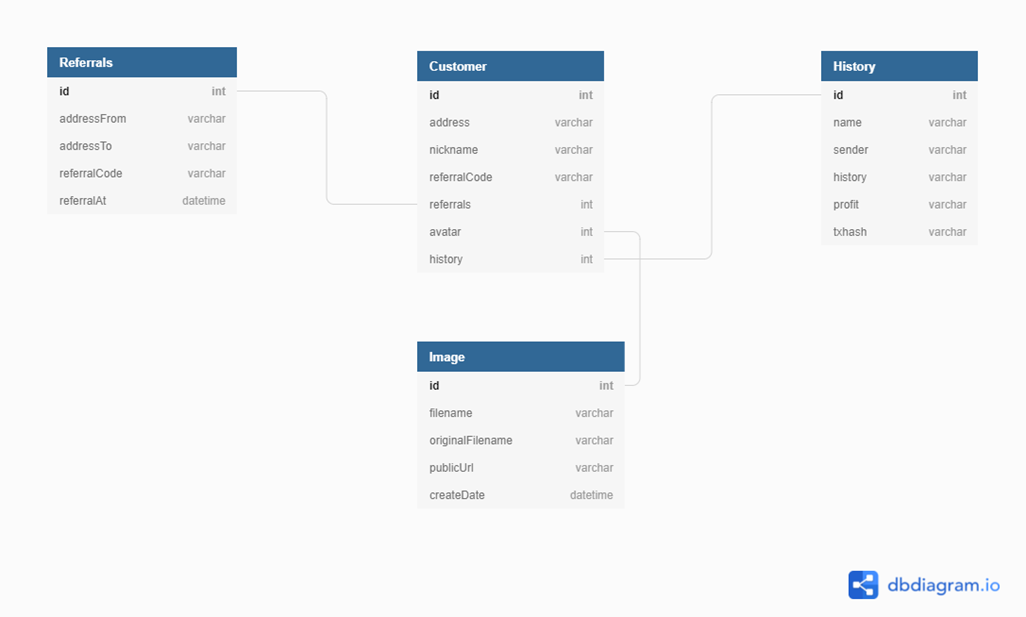 Referrals
id int
addressFrom varchar
addressTo varchar
referralCode varchar
referralAt datetime
Customer
id int
address varchar
nickname varchar
referralCode varchar
referrals int
avatar int
history int
History
id int
name varchar
sender varchar
history varchar
profit varchar
txhash varchar
Image
id int
filename varchar
originalFilename varchar
publicUrl varchar
createDate datetime
dbdiagram.io